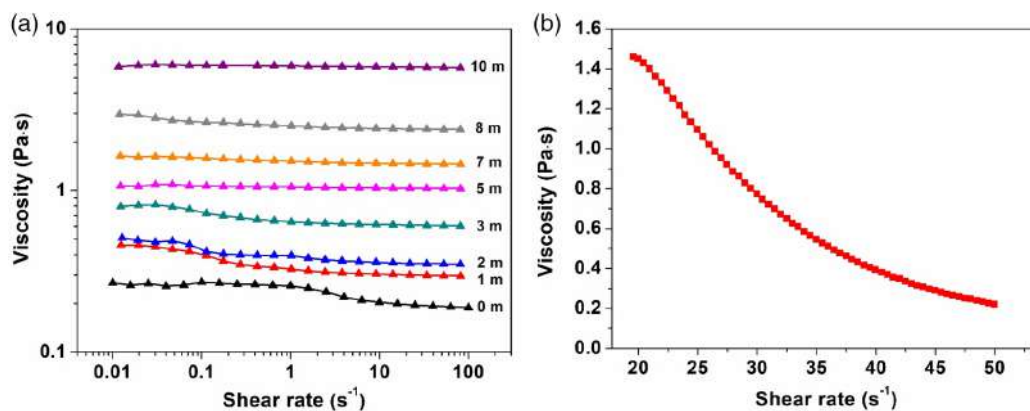 (a)
10
1
0.1
Viscosity (Pa·s)
10 m
8 m
7 m
5 m
3 m
2 m
1 m
0 m
0.01 0.1 1 10 100
Shear rate (s⁻¹)
(b)
1.6
1.4
1.2
1.0
0.8
0.6
0.4
0.2
0.0
Viscosity (Pa·s)
20 25 30 35 40 45 50
Shear rate (s⁻¹)